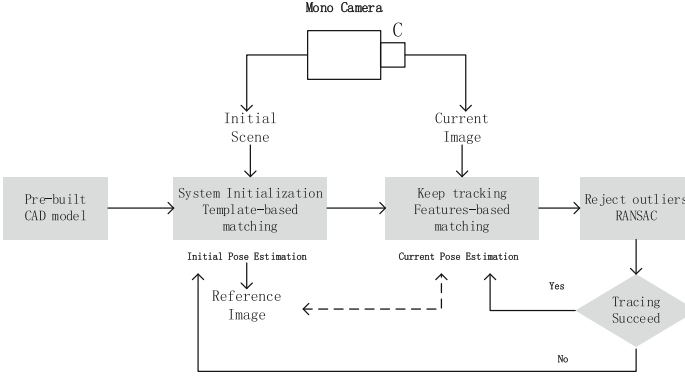 Mono Camera
C
Initial
Scene
Current
Image
Pre-built
CAD model
System Initialization
Template-based
matching
Keep tracking
Features-based
matching
Reject outliers
RANSAC
Initial Pose Estimation
Current Pose Estimation
Reference
Image
Yes
Tracing
Succeed
No